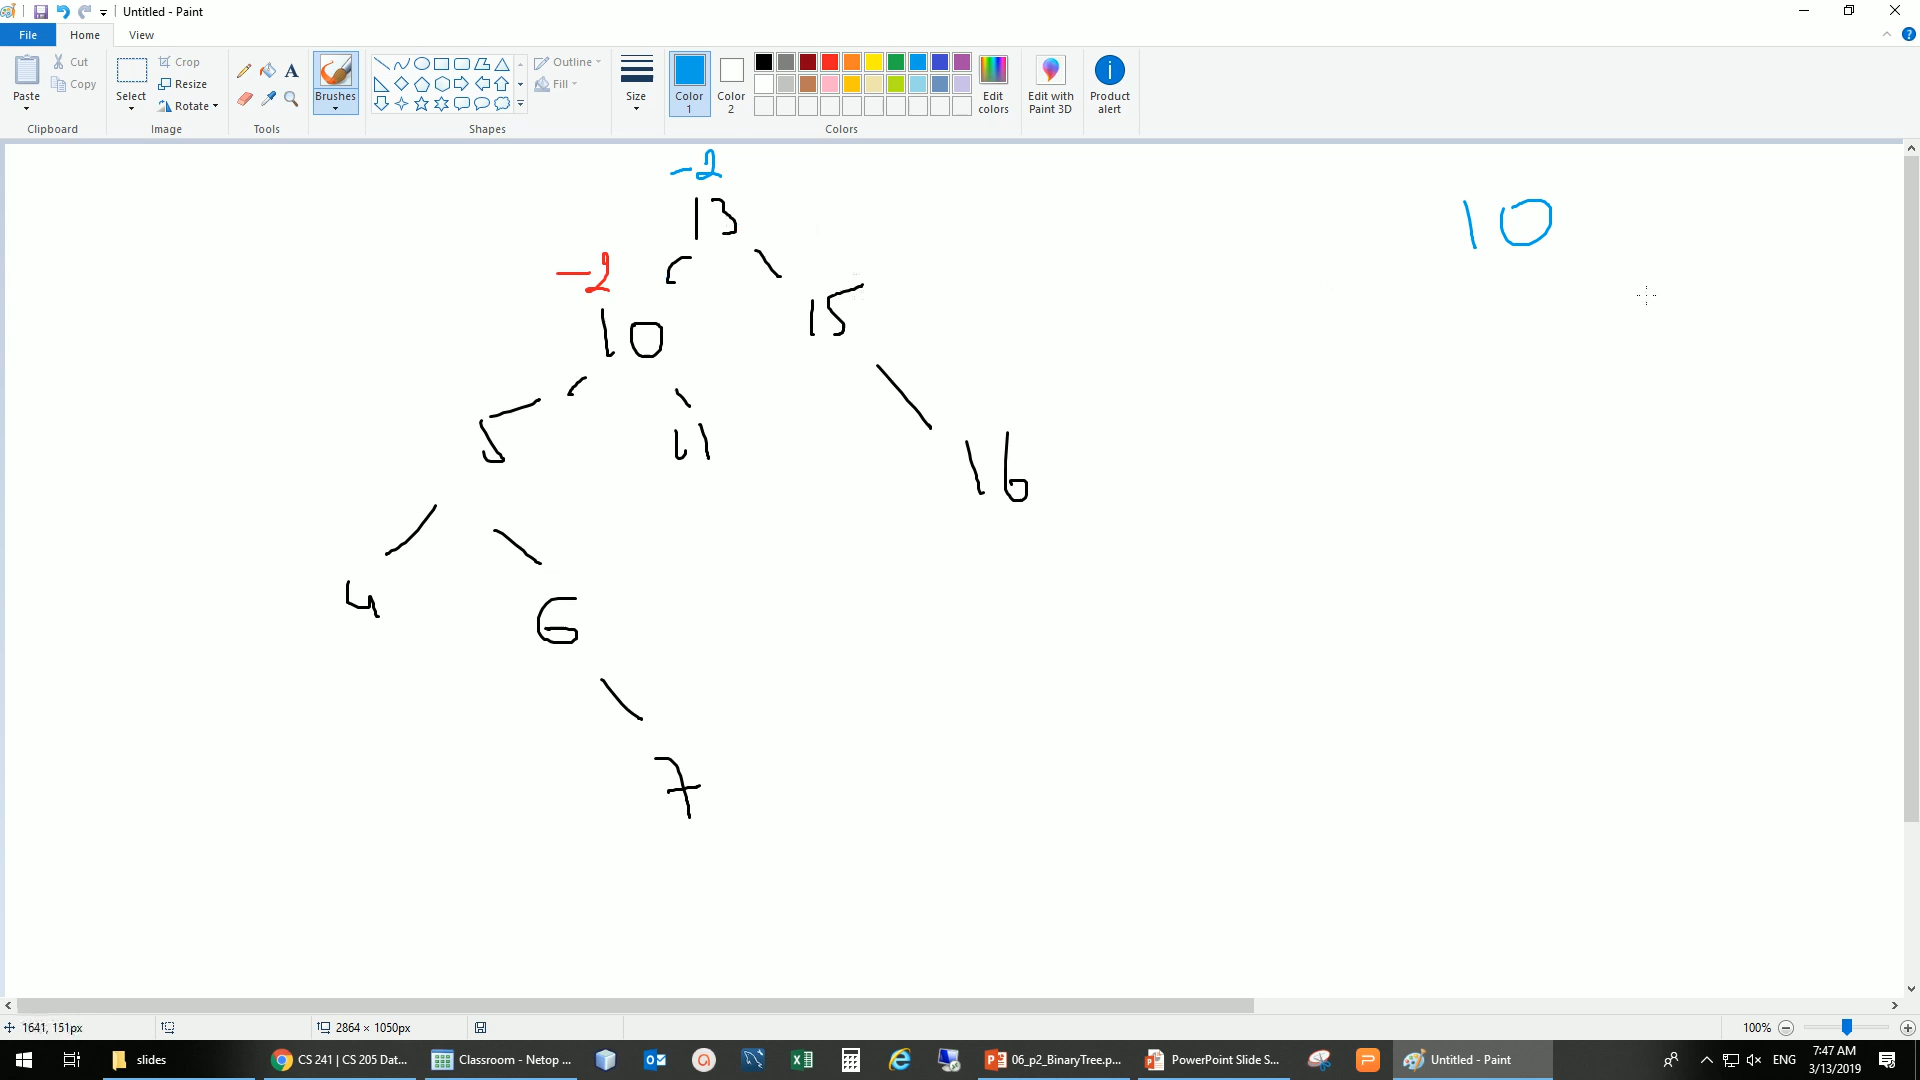 Untitled - Paint
File Home View
Paste Cut Copy Clipboard
Select Crop Resize Rotate Image
Tools
Brushes
Shapes Outline Fill
Size
Color 1 Color 2 Edit colors Colors
Edit with Paint 3D
Product alert
-2
13
10
-2
10
15
5
11
16
4
6
7
1641, 151px
2864 × 1050px
100%
slides
CS 241 | CS 205 Dat...
Classroom - Netop ...
06_p2_BinaryTree.p...
PowerPoint Slide S...
Untitled - Paint
ENG
7:47 AM
3/13/2019